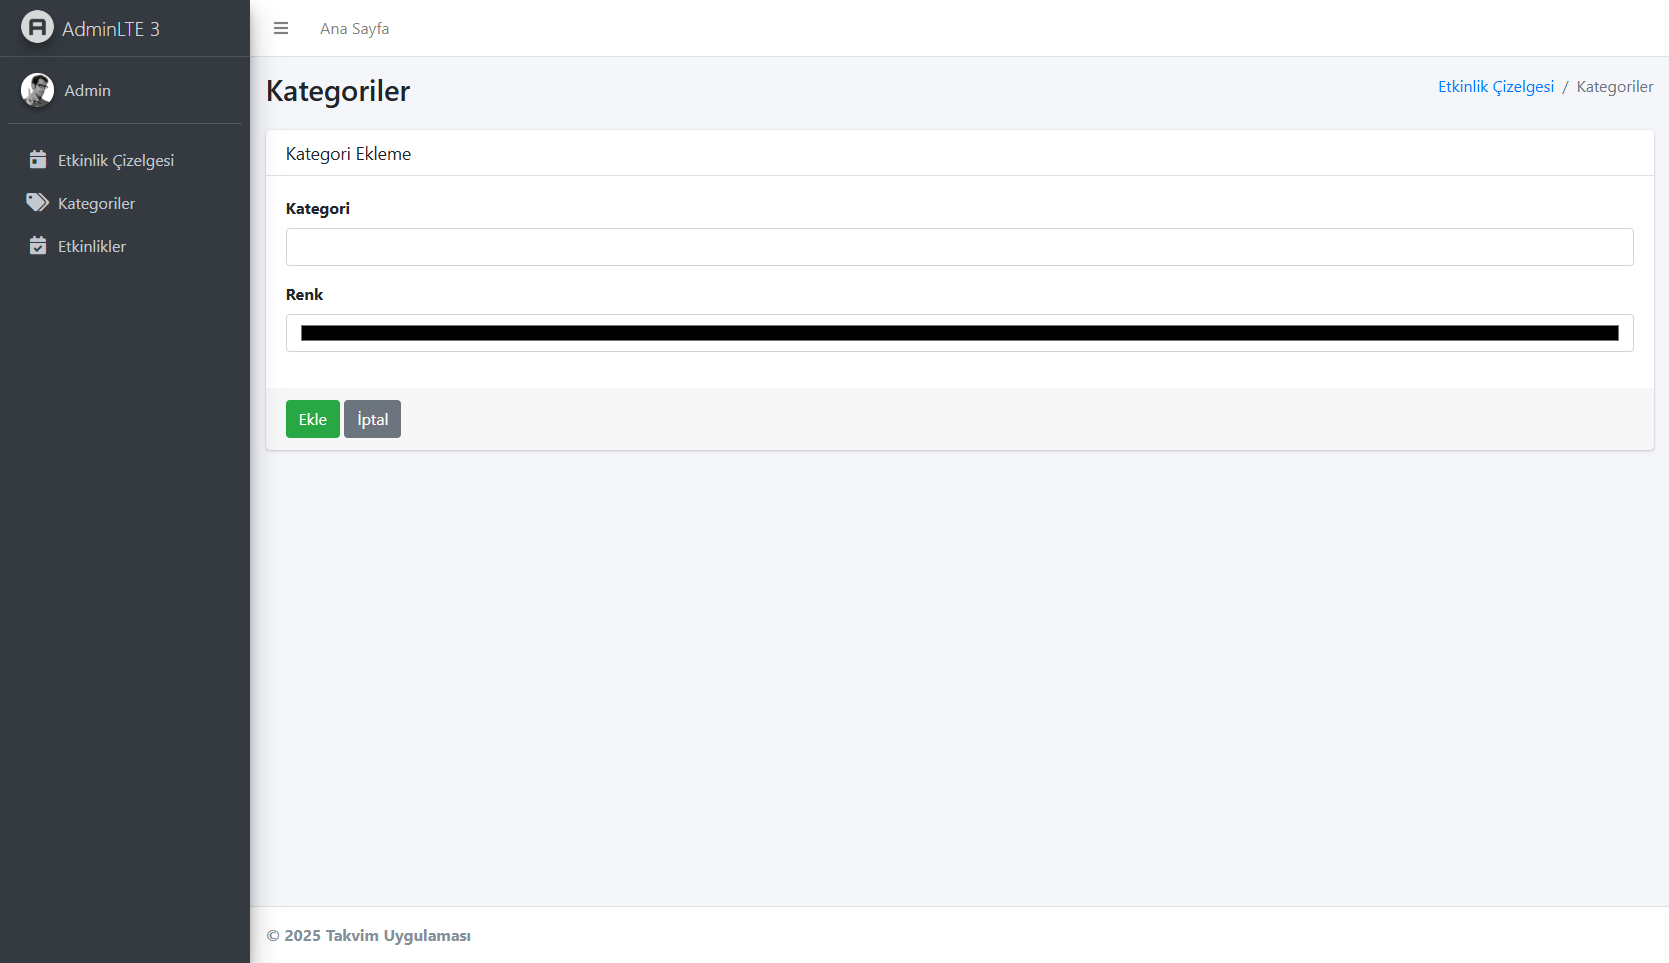 AdminLTE 3
Admin
Etkinlik Çizelgesi
Kategoriler
Etkinlikler
Ana Sayfa
Kategoriler
Etkinlik Çizelgesi / Kategoriler
Kategori Ekleme
Kategori
Renk
Ekle İptal
© 2025 Takvim Uygulaması